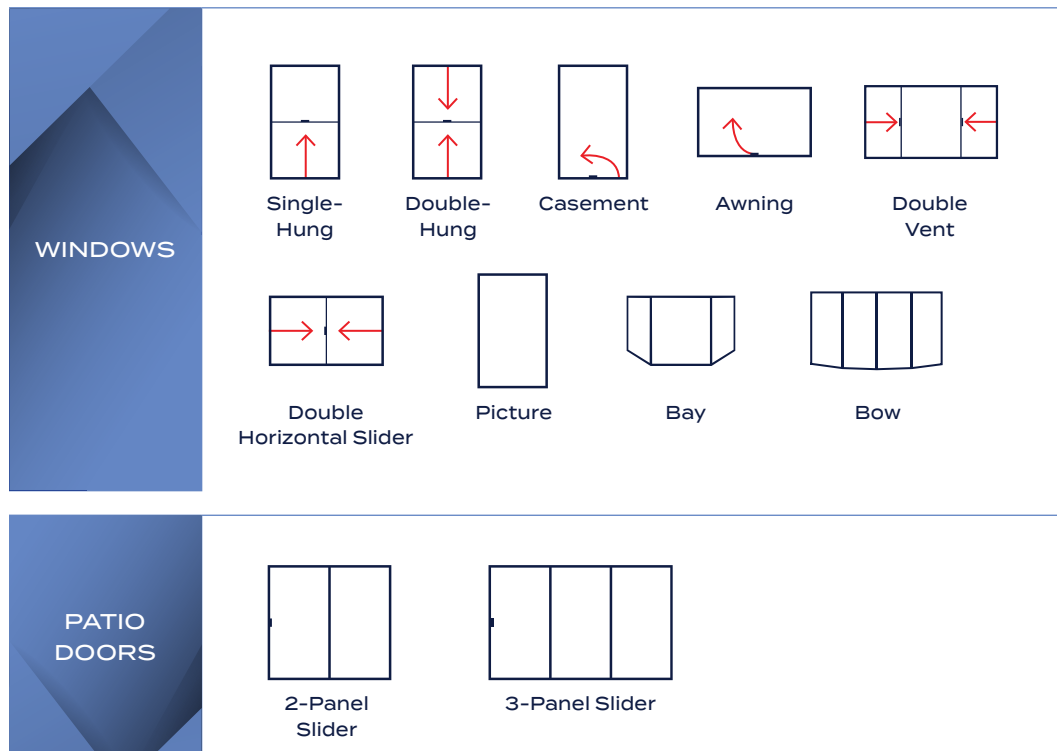 WINDOWS
Single-
Hung
Double-
Hung
Casement
Awning
Double
Vent
Double
Horizontal Slider
Picture
Bay
Bow
PATIO
DOORS
2-Panel
Slider
3-Panel Slider